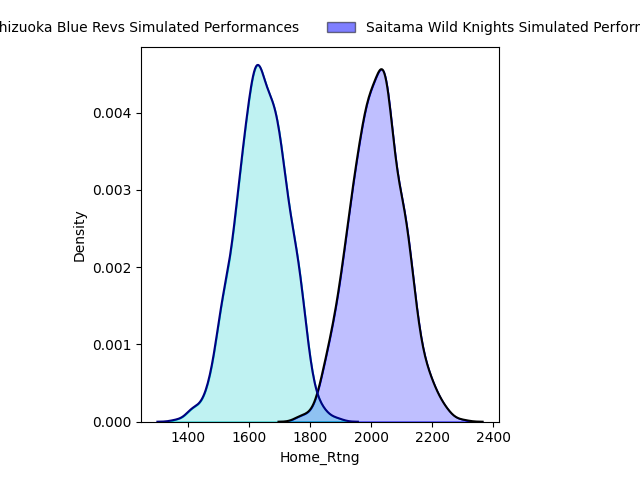 hizuoka Blue Revs Simulated Performances
Saitama Wild Knights Simulated Perfor
0.004
0.003
0.002
0.001
0.000
Density
1400 1600 1800 2000 2200 2400
Home_Rtng